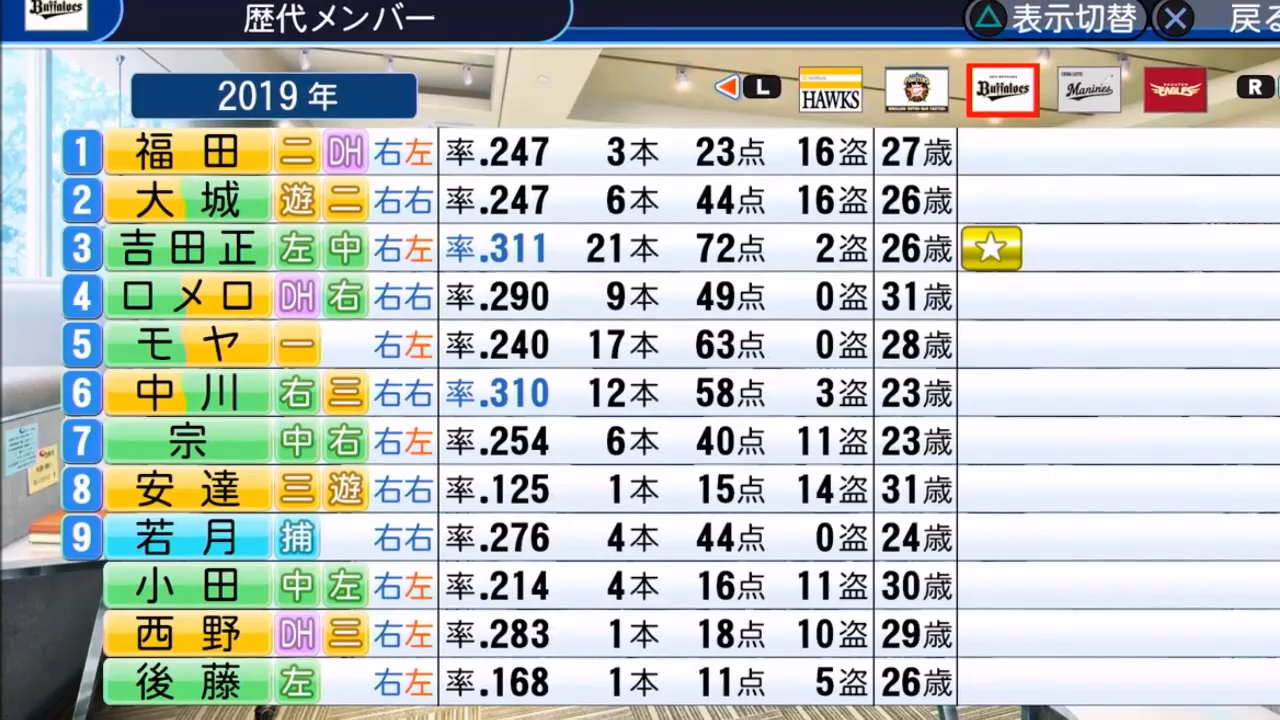 Buffaloes 歴代メンバー △表示切替 ✕ 戻る
2019年 L HAWKS Buffaloes Marines EAGLES R
1 福田 二 DH 右左 率.247 3本 23点 16盗 27歳
2 大城 遊 二 右右 率.247 6本 44点 16盗 26歳
3 吉田正 左 中 右左 率.311 21本 72点 2盗 26歳
4 ロメロ DH 右 右右 率.290 9本 49点 0盗 31歳
5 モヤ 一 右左 率.240 17本 63点 0盗 28歳
6 中川 右 三 右右 率.310 12本 58点 3盗 23歳
7 宗 中 右 右左 率.254 6本 40点 11盗 23歳
8 安達 三 遊 右右 率.125 1本 15点 14盗 31歳
9 若月 捕 右右 率.276 4本 44点 0盗 24歳
小田 中 左 右左 率.214 4本 16点 11盗 30歳
西野 DH 三 右左 率.283 1本 18点 10盗 29歳
後藤 左 右左 率.168 1本 11点 5盗 26歳